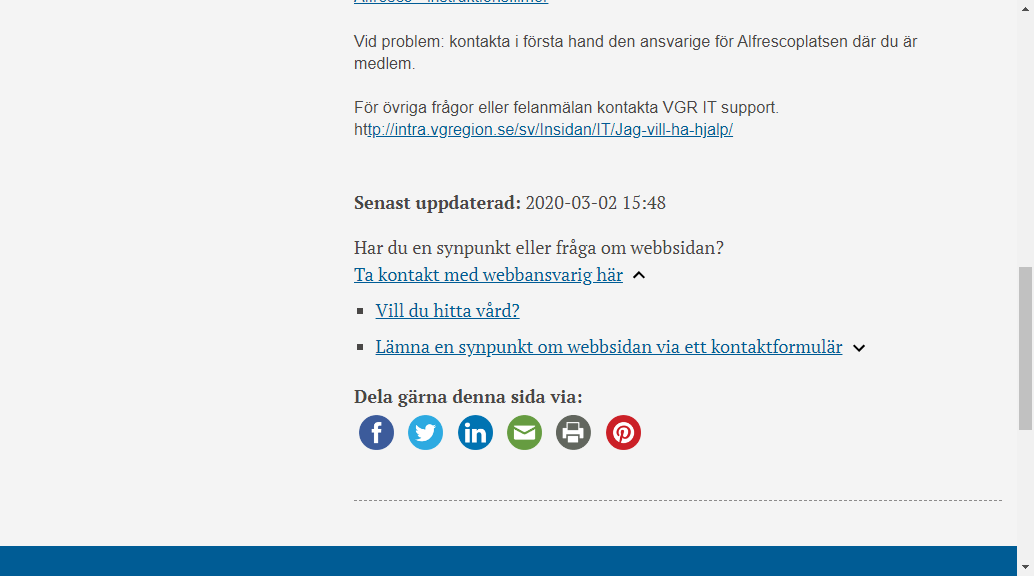 Alfresco - instruktionsfilmer
Vid problem: kontakta i första hand den ansvarige för Alfrescoplatsen där du är
medlem.
För övriga frågor eller felanmälan kontakta VGR IT support.
http://intra.vgregion.se/sv/Insidan/IT/Jag-vill-ha-hjalp/
Senast uppdaterad: 2020-03-02 15:48
Har du en synpunkt eller fråga om webbsidan?
Ta kontakt med webbansvarig här
Vill du hitta vård?
Lämna en synpunkt om webbsidan via ett kontaktformulär
Dela gärna denna sida via: